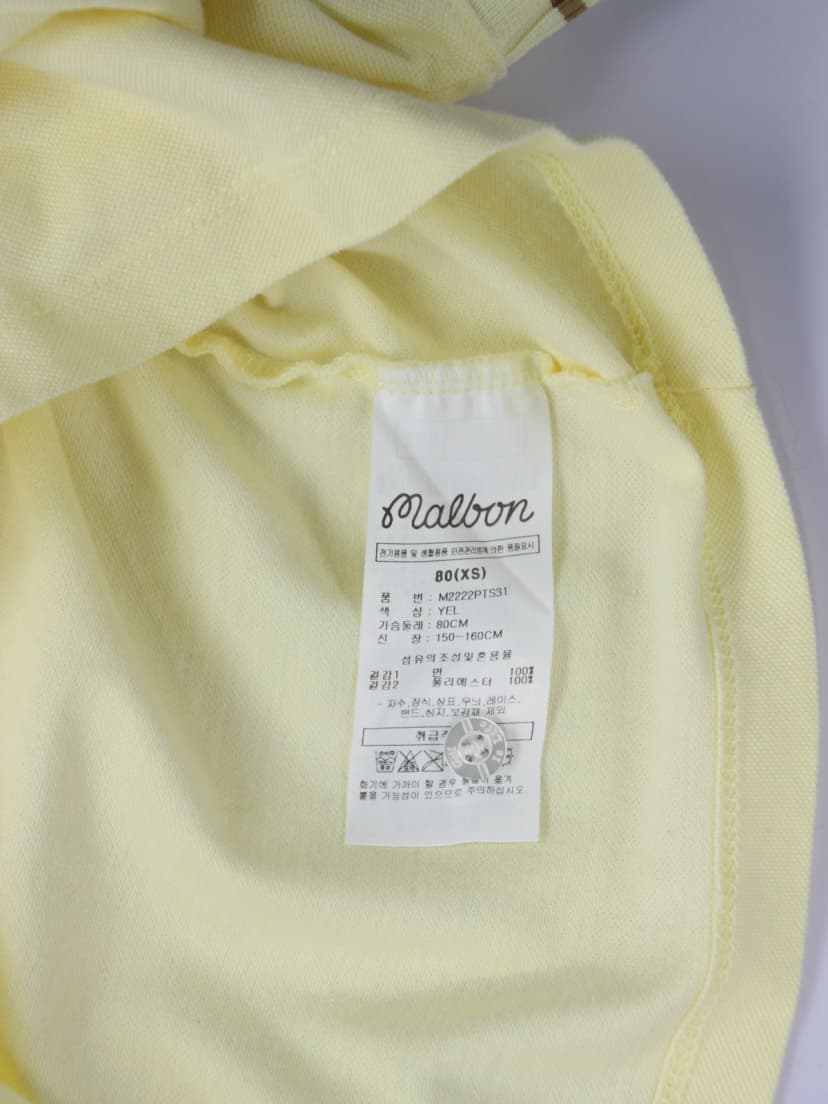 Malbon
전기용품 및 생활용품 안전관리법에 의한 품질표시
80(XS)
품 번 : M2222PTS31
색 상 : YEL
가슴둘레 : 80CM
신 장 : 150-160CM
섬유의 조성및혼용율
겉감1 면 100%
겉감2 폴리에스터 100%
- 자수,장식,상표,무늬,레이스,
밴드,심지,보강재 제외
취급
화기에 가까이 할 경우 불꽃이 옮겨
붙을 가능성이 있으므로 주의하십시오.